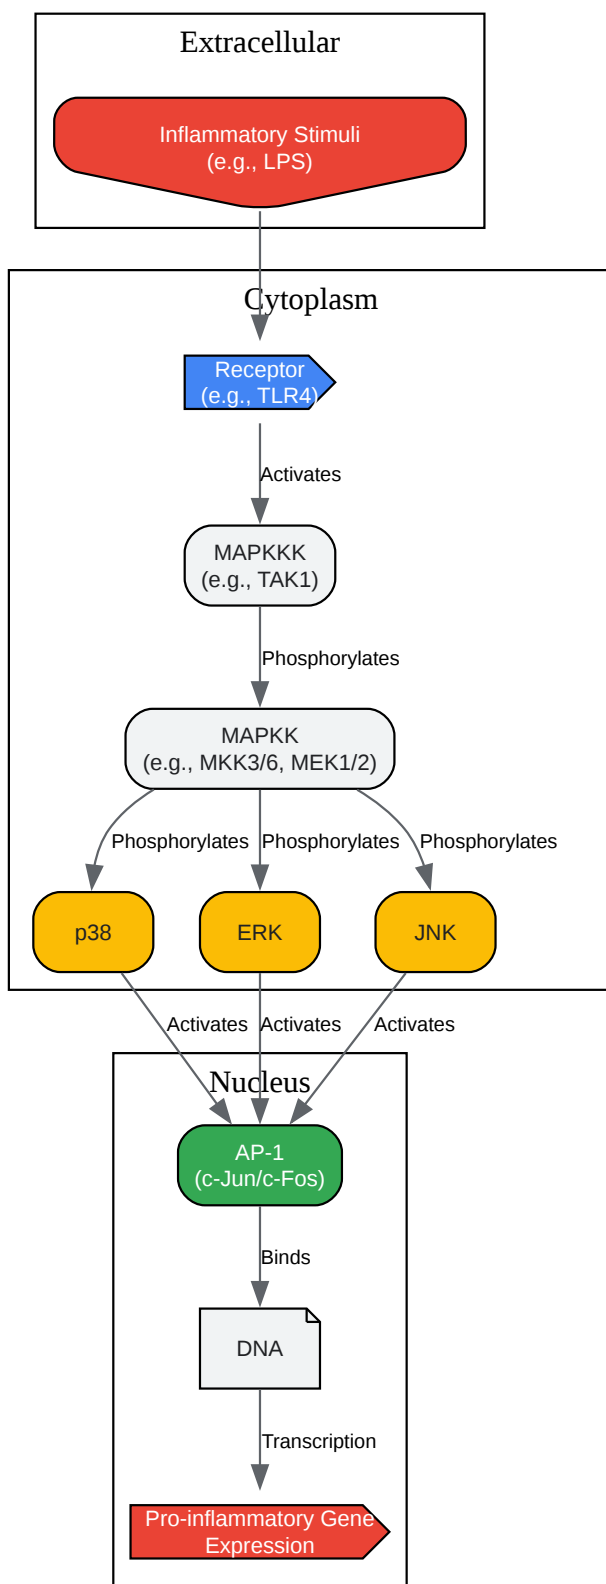 Extracellular
Inflammatory Stimuli
(e.g., LPS)
Cytoplasm
Receptor
(e.g., TLR4)
Activates
MAPKKK
(e.g., TAK1)
Phosphorylates
MAPKK
(e.g., MKK3/6, MEK1/2)
Phosphorylates Phosphorylates Phosphorylates
p38 ERK JNK
Activates Activates Activates
Nucleus
AP-1
(c-Jun/c-Fos)
Binds
DNA
Transcription
Pro-inflammatory Gene
Expression